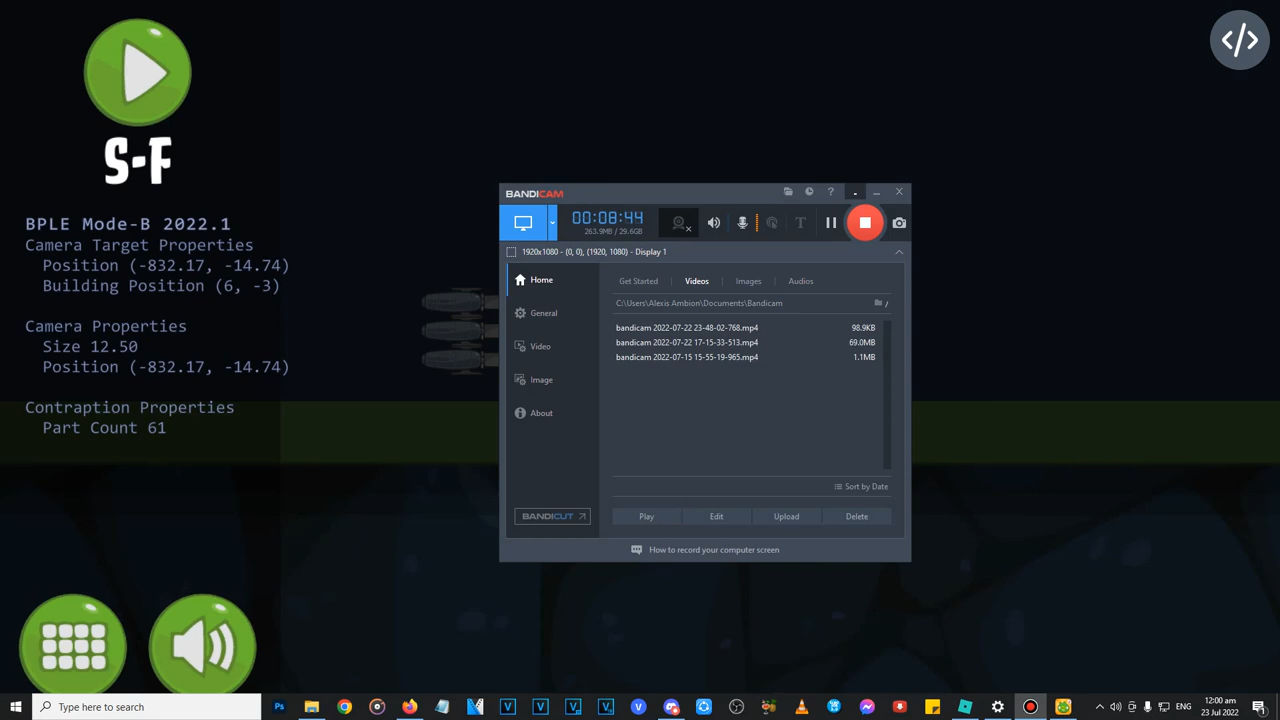 S-F
BPLE Mode-B 2022.1
Camera Target Properties
Position (-832.17, -14.74)
Building Position (6, -3)
Camera Properties
Size 12.50
Position (-832.17, -14.74)
Contraption Properties
Part Count 61
BANDICAM
00:08:44
263.9MB / 29.6GB
1920x1080 - (0, 0), (1920, 1080) - Display 1
Home
General
Video
Image
About
BANDICUT
Get Started Videos Images Audios
C:\Users\Alexis Ambion\Documents\Bandicam
bandicam 2022-07-22 23-48-02-768.mp4 98.9KB
bandicam 2022-07-22 17-15-33-513.mp4 69.0MB
bandicam 2022-07-15 15-55-19-965.mp4 1.1MB
Sort by Date
Play Edit Upload Delete
How to record your computer screen
Type here to search
ENG
12:00 am
23 Jul 2022